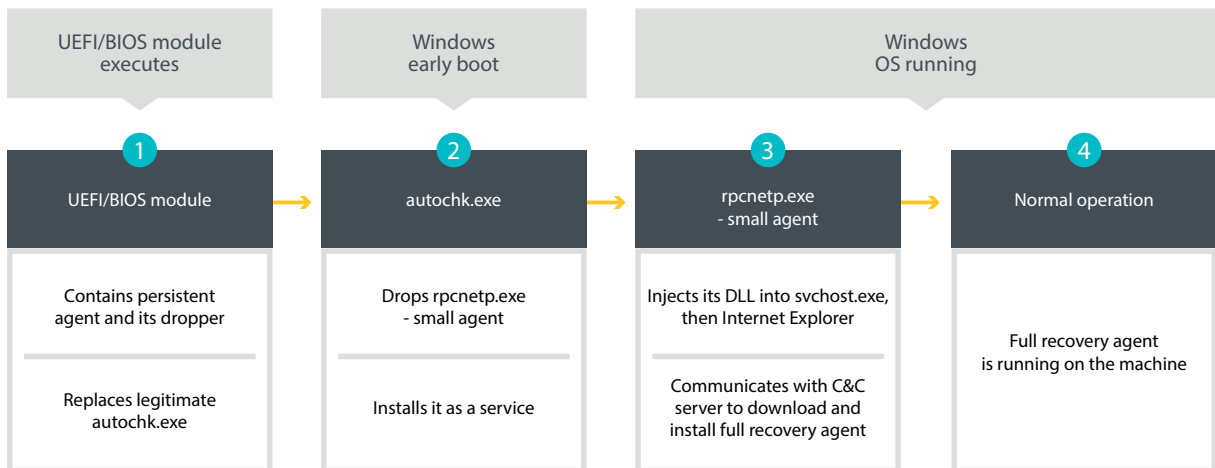 UEFI/BIOS module
executes
Windows
early boot
Windows
OS running
1
2
3
4
UEFI/BIOS module
autochk.exe
rpcnetp.exe
- small agent
Normal operation
Contains persistent
agent and its dropper
Replaces legitimate
autochk.exe
Drops rpcnetp.exe
- small agent
Installs it as a service
Injects its DLL into svchost.exe,
then Internet Explorer
Communicates with C&C
server to download and
install full recovery agent
Full recovery agent
is running on the machine